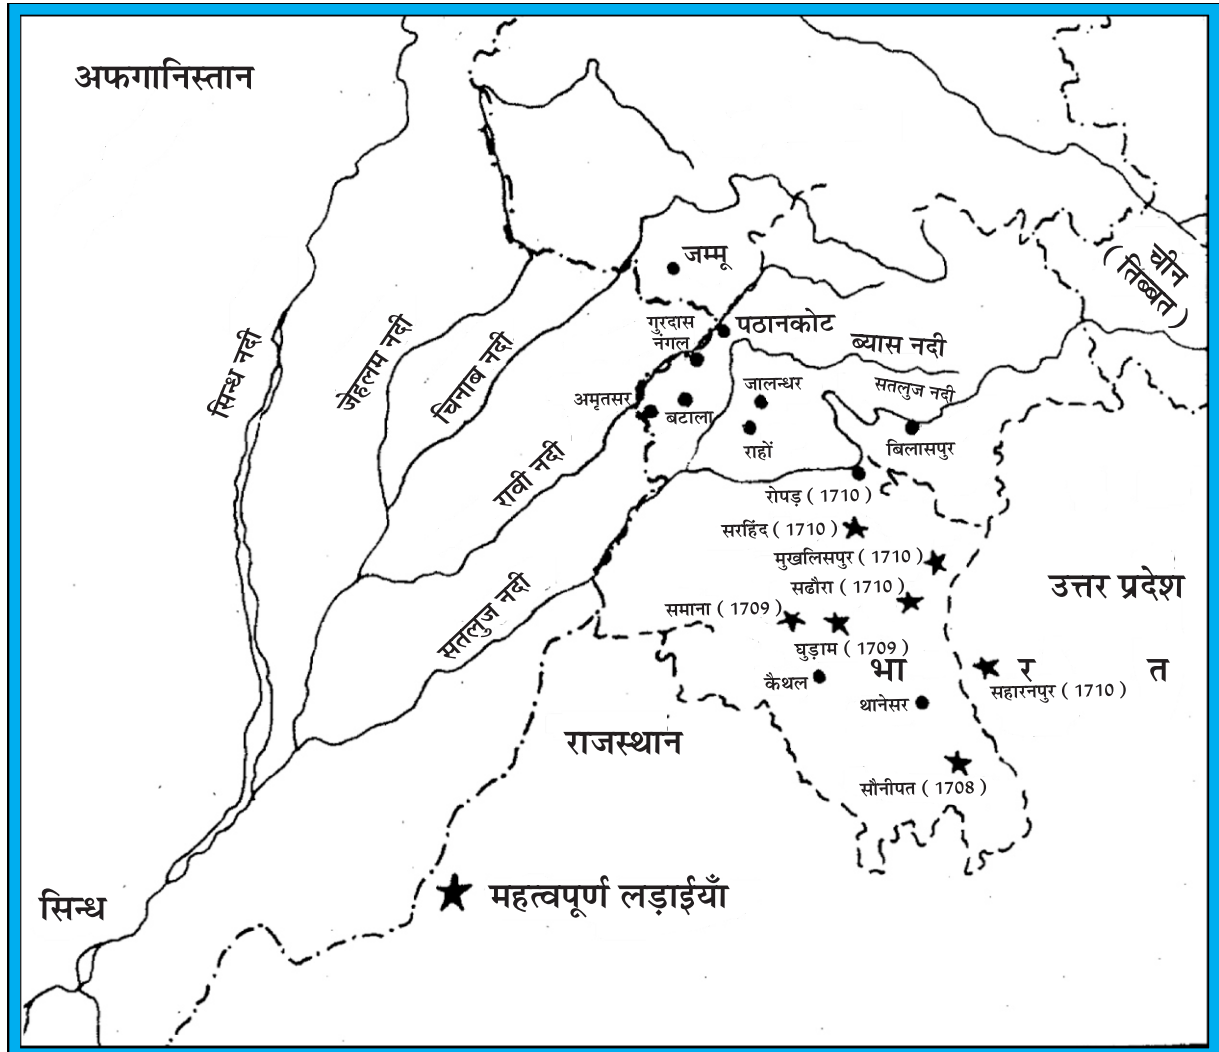 अफगानिस्तान
जम्मू
चीन
( तिब्बत )
गुरदास
नंगल
पठानकोट
ब्यास नदी
सिन्ध नदी
जेहलम नदी
चिनाब नदी
जालन्धर
सतलुज नदी
अमृतसर
बटाला
राहों
बिलासपुर
रावी नदी
रोपड़ ( 1710 )
सरहिंद ( 1710 )
मुखलिसपुर ( 1710 )
सढौरा ( 1710 )
उत्तर प्रदेश
सतलुज नदी
समाना ( 1709 )
घुड़ाम ( 1709 )
भा र त
कैथल
सहारनपुर ( 1710 )
थानेसर
राजस्थान
सौनीपत ( 1708 )
महत्वपूर्ण लड़ाईयाँ
सिन्ध